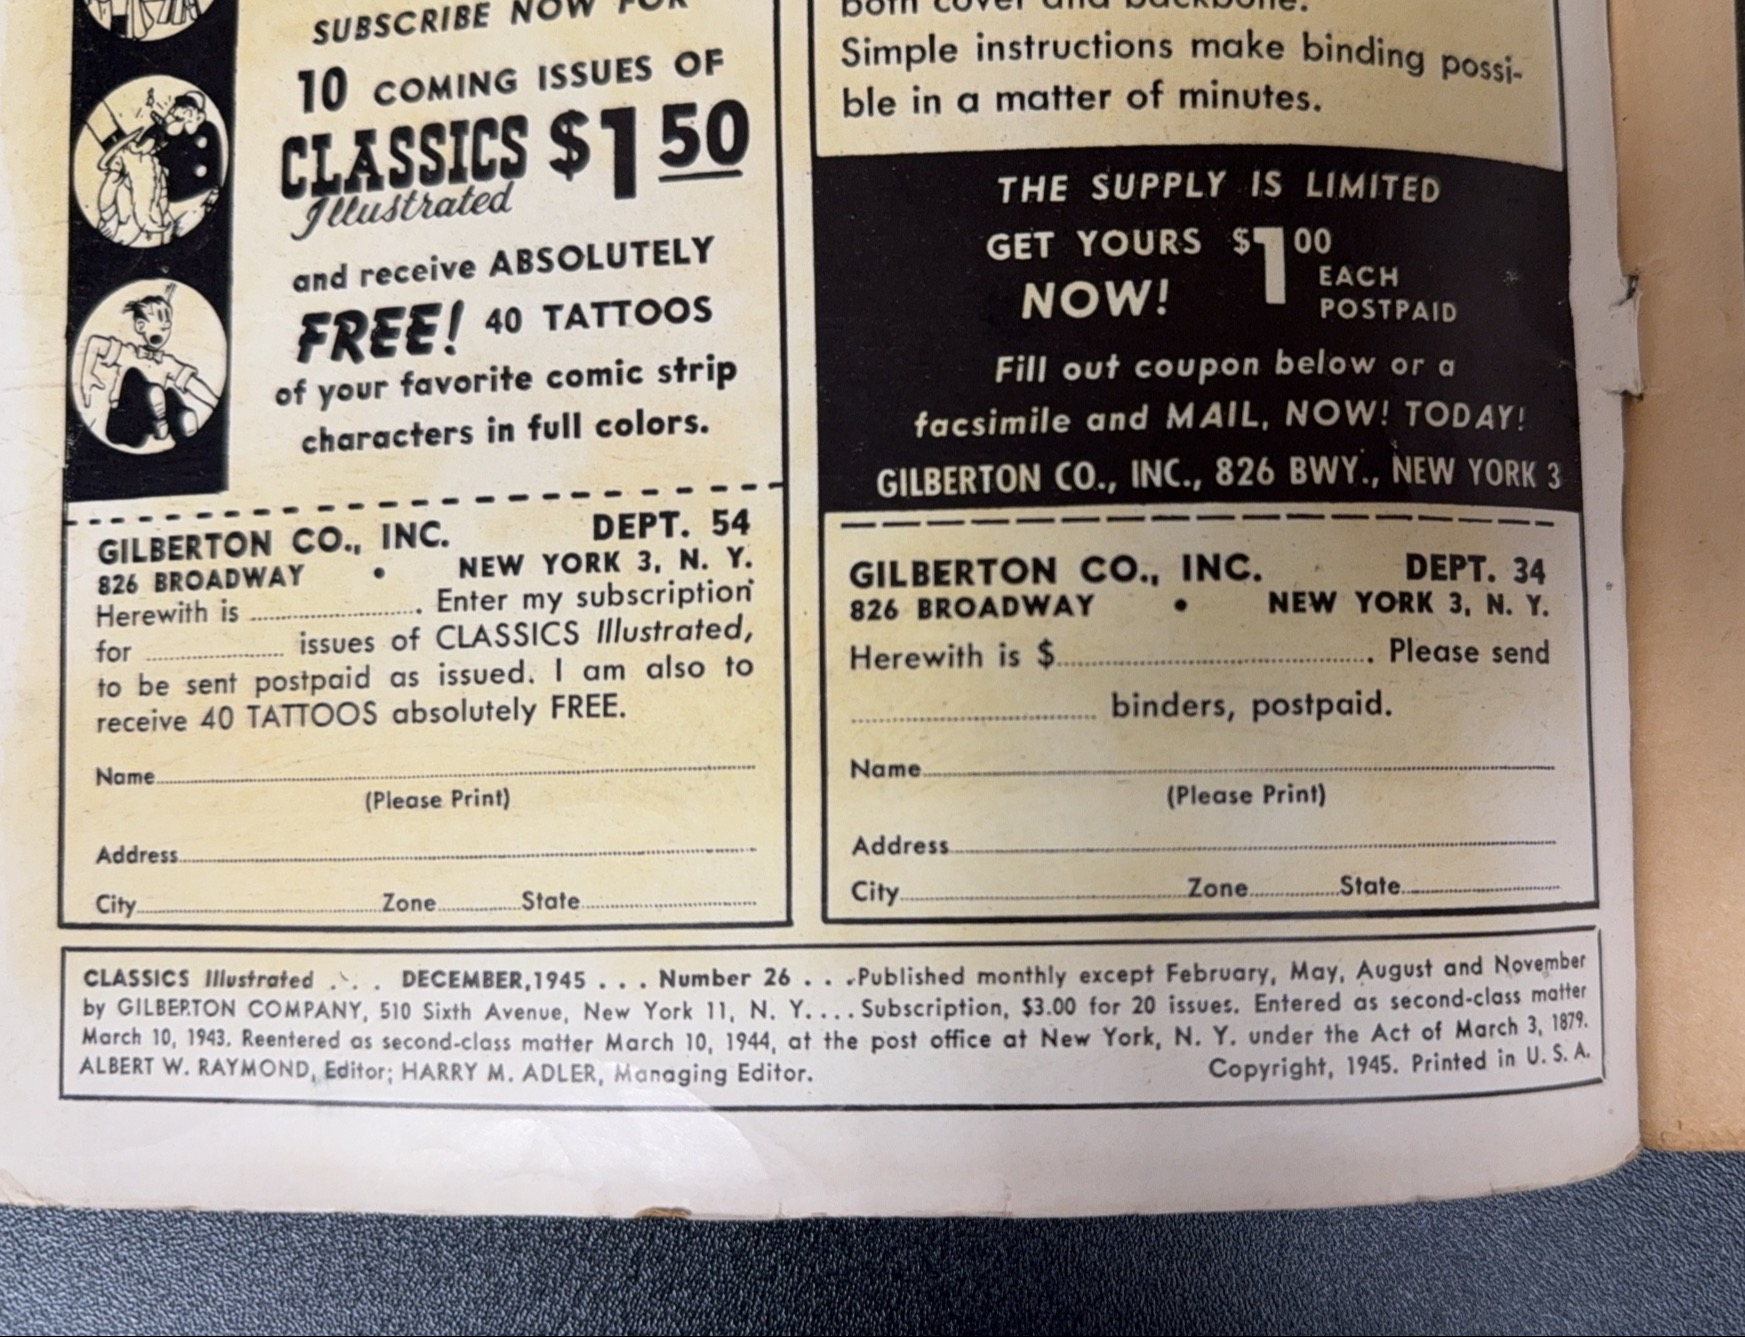 SUBSCRIBE NOW FOR
10 COMING ISSUES OF
CLASSICS $1 50
Illustrated
and receive ABSOLUTELY
FREE! 40 TATTOOS
of your favorite comic strip
characters in full colors.
GILBERTON CO., INC. DEPT. 54
826 BROADWAY • NEW YORK 3, N. Y.
Herewith is .................... . Enter my subscription
for ................ issues of CLASSICS Illustrated,
to be sent postpaid as issued. I am also to
receive 40 TATTOOS absolutely FREE.
Name
(Please Print)
Address
City Zone State
both cover and backbone.
Simple instructions make binding possi-
ble in a matter of minutes.
THE SUPPLY IS LIMITED
GET YOURS $1 00
NOW! EACH
POSTPAID
Fill out coupon below or a
facsimile and MAIL, NOW! TODAY!
GILBERTON CO., INC., 826 BWY., NEW YORK 3
GILBERTON CO., INC. DEPT. 34
826 BROADWAY • NEW YORK 3, N. Y.
Herewith is $.................... . Please send
.................... binders, postpaid.
Name
(Please Print)
Address
City Zone State
CLASSICS Illustrated . . . DECEMBER,1945 . . . Number 26 . . . Published monthly except February, May, August and November
by GILBERTON COMPANY, 510 Sixth Avenue, New York 11, N. Y. . . . Subscription, $3.00 for 20 issues. Entered as second-class matter
March 10, 1943. Reentered as second-class matter March 10, 1944, at the post office at New York, N. Y. under the Act of March 3, 1879.
ALBERT W. RAYMOND, Editor; HARRY M. ADLER, Managing Editor. Copyright, 1945. Printed in U. S. A.